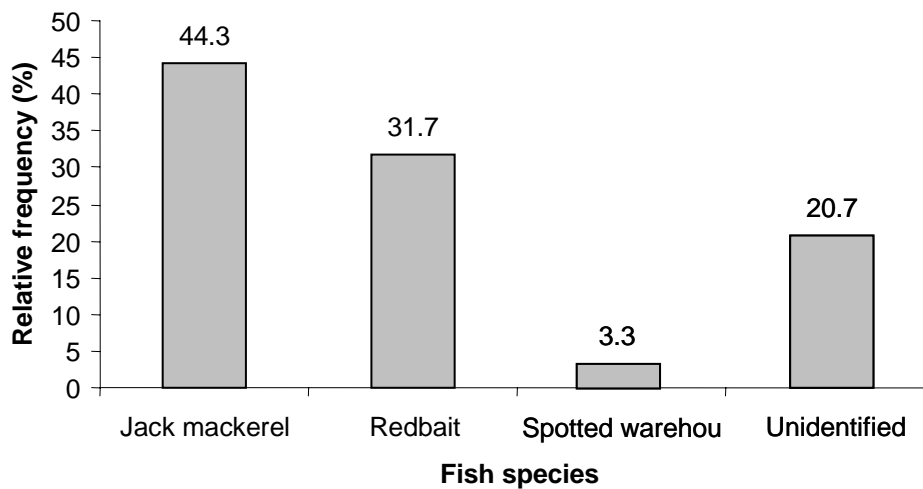 Relative frequency (%)
50
45
40
35
30
25
20
15
10
5
0
44.3
31.7
3.3
20.7
Jack mackerel
Redbait
Spotted warehou
Unidentified
Fish species